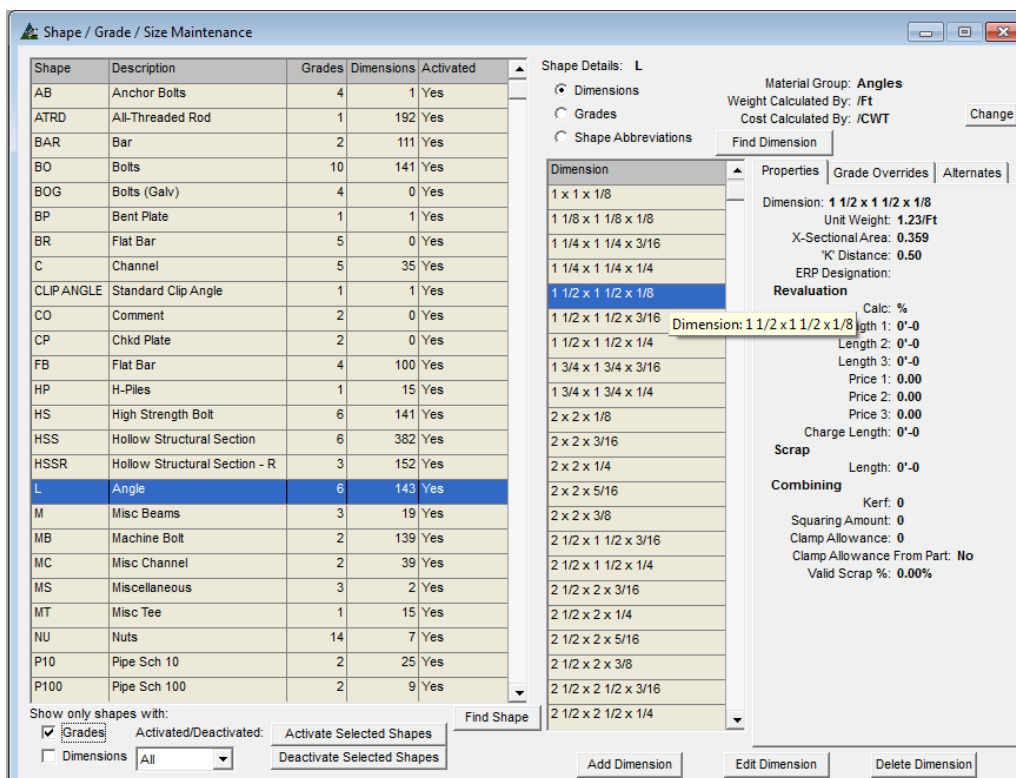 Shape / Grade / Size Maintenance
Shape Description Grades Dimensions Activated
AB Anchor Bolts 4 1 Yes
ATRD All-Threaded Rod 1 192 Yes
BAR Bar 2 111 Yes
BO Bolts 10 141 Yes
BOG Bolts (Galv) 4 0 Yes
BP Bent Plate 1 1 Yes
BR Flat Bar 5 0 Yes
C Channel 5 35 Yes
CLIP ANGLE Standard Clip Angle 1 1 Yes
CO Comment 2 0 Yes
CP Chkd Plate 2 0 Yes
FB Flat Bar 4 100 Yes
HP H-Piles 1 15 Yes
HS High Strength Bolt 6 141 Yes
HSS Hollow Structural Section 6 382 Yes
HSSR Hollow Structural Section - R 3 152 Yes
L Angle 6 143 Yes
M Misc Beams 3 19 Yes
MB Machine Bolt 2 139 Yes
MC Misc Channel 2 39 Yes
MS Miscellaneous 3 2 Yes
MT Misc Tee 1 15 Yes
NU Nuts 14 7 Yes
P10 Pipe Sch 10 2 25 Yes
P100 Pipe Sch 100 2 9 Yes
Show only shapes with:
Grades
Dimensions
Activated/Deactivated:
All
Find Shape
Activate Selected Shapes
Deactivate Selected Shapes
Shape Details: L
Dimensions
Grades
Shape Abbreviations
Material Group: Angles
Weight Calculated By: /Ft
Cost Calculated By: /CWT
Change
Find Dimension
Dimension
1 x 1 x 1/8
1 1/8 x 1 1/8 x 1/8
1 1/4 x 1 1/4 x 3/16
1 1/4 x 1 1/4 x 1/4
1 1/2 x 1 1/2 x 1/8
1 1/2 x 1 1/2 x 3/16
1 1/2 x 1 1/2 x 1/4
1 3/4 x 1 3/4 x 3/16
1 3/4 x 1 3/4 x 1/4
2 x 2 x 1/8
2 x 2 x 3/16
2 x 2 x 1/4
2 x 2 x 5/16
2 x 2 x 3/8
2 1/2 x 1 1/2 x 3/16
2 1/2 x 1 1/2 x 1/4
2 1/2 x 2 x 3/16
2 1/2 x 2 x 1/4
2 1/2 x 2 x 5/16
2 1/2 x 2 x 3/8
2 1/2 x 2 1/2 x 3/16
2 1/2 x 2 1/2 x 1/4
Dimension: 1 1/2 x 1 1/2 x 1/8
Properties Grade Overrides Alternates
Dimension: 1 1/2 x 1 1/2 x 1/8
Unit Weight: 1.23/Ft
X-Sectional Area: 0.359
'K' Distance: 0.50
ERP Designation:
Revaluation
Calc: %
1: 0'-0
Length 2: 0'-0
Length 3: 0'-0
Price 1: 0.00
Price 2: 0.00
Price 3: 0.00
Charge Length: 0'-0
Scrap
Length: 0'-0
Combining
Kerf: 0
Squaring Amount: 0
Clamp Allowance: 0
Clamp Allowance From Part: No
Valid Scrap %: 0.00%
Add Dimension
Edit Dimension
Delete Dimension